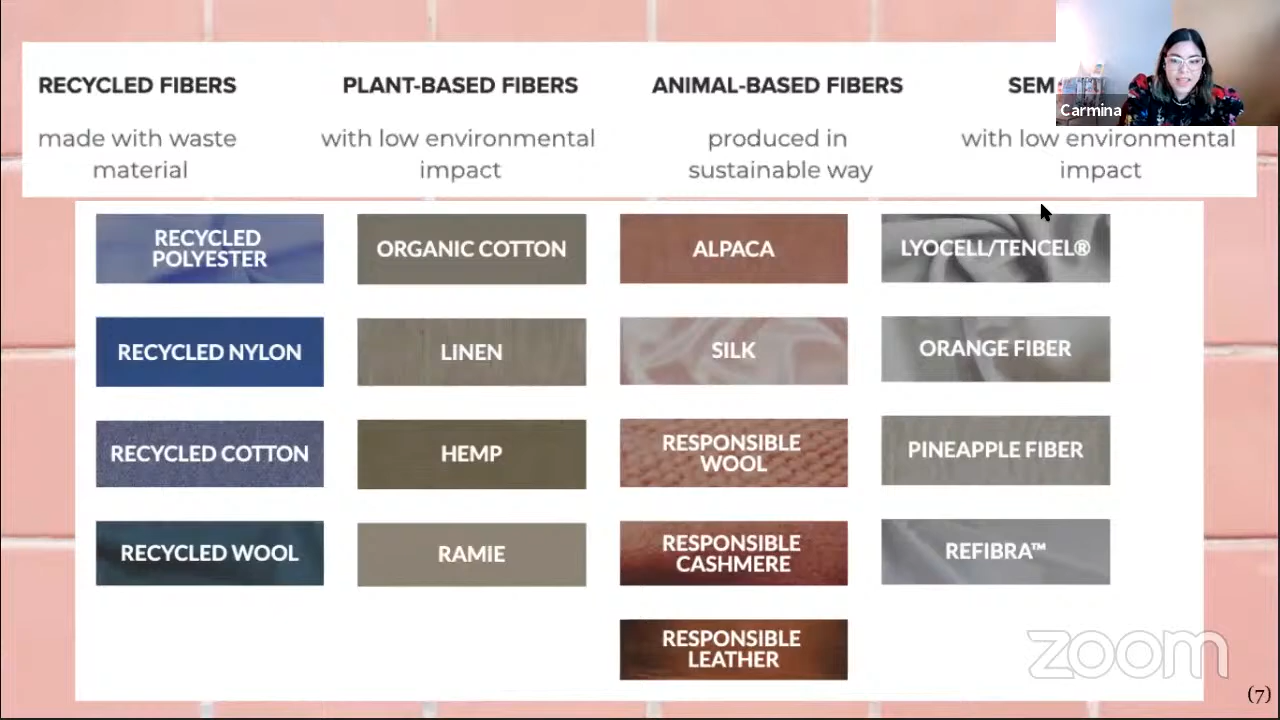 RECYCLED FIBERS
made with waste
material
PLANT-BASED FIBERS
with low environmental
impact
ANIMAL-BASED FIBERS
produced in
sustainable way
SEM
with low environmental
impact
Carmina
RECYCLED
POLYESTER
ORGANIC COTTON
ALPACA
LYOCELL/TENCEL®
RECYCLED NYLON
LINEN
SILK
ORANGE FIBER
RECYCLED COTTON
HEMP
RESPONSIBLE
WOOL
PINEAPPLE FIBER
RECYCLED WOOL
RAMIE
RESPONSIBLE
CASHMERE
REFIBRA™
RESPONSIBLE
LEATHER
zoom
(7)